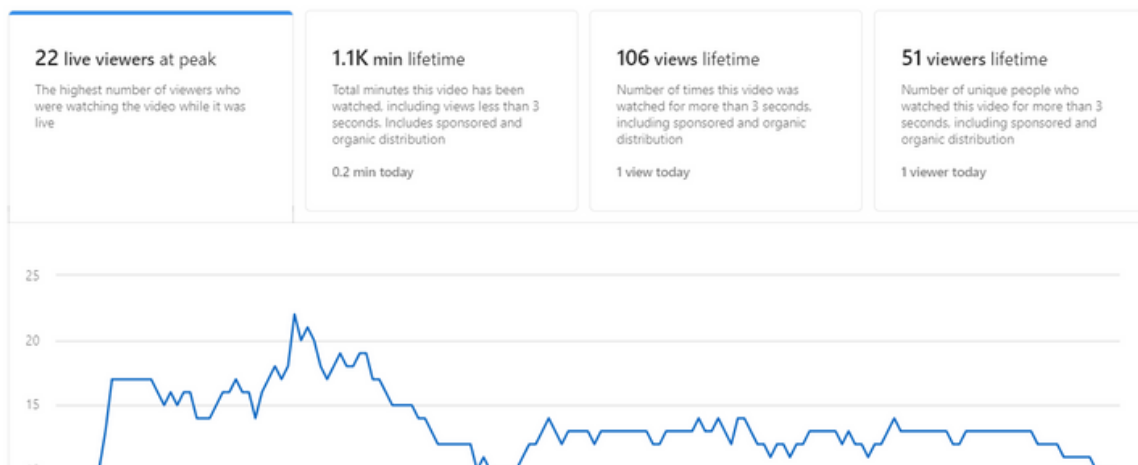 22 live viewers at peak
The highest number of viewers who
were watching the video while it was
live
1.1K min lifetime
Total minutes this video has been
watched, including views less than 3
seconds. Includes sponsored and
organic distribution
0.2 min today
106 views lifetime
Number of times this video was
watched for more than 3 seconds,
including sponsored and organic
distribution
1 view today
51 viewers lifetime
Number of unique people who
watched this video for more than 3
seconds, including sponsored and
organic distribution
1 viewer today
25
20
15